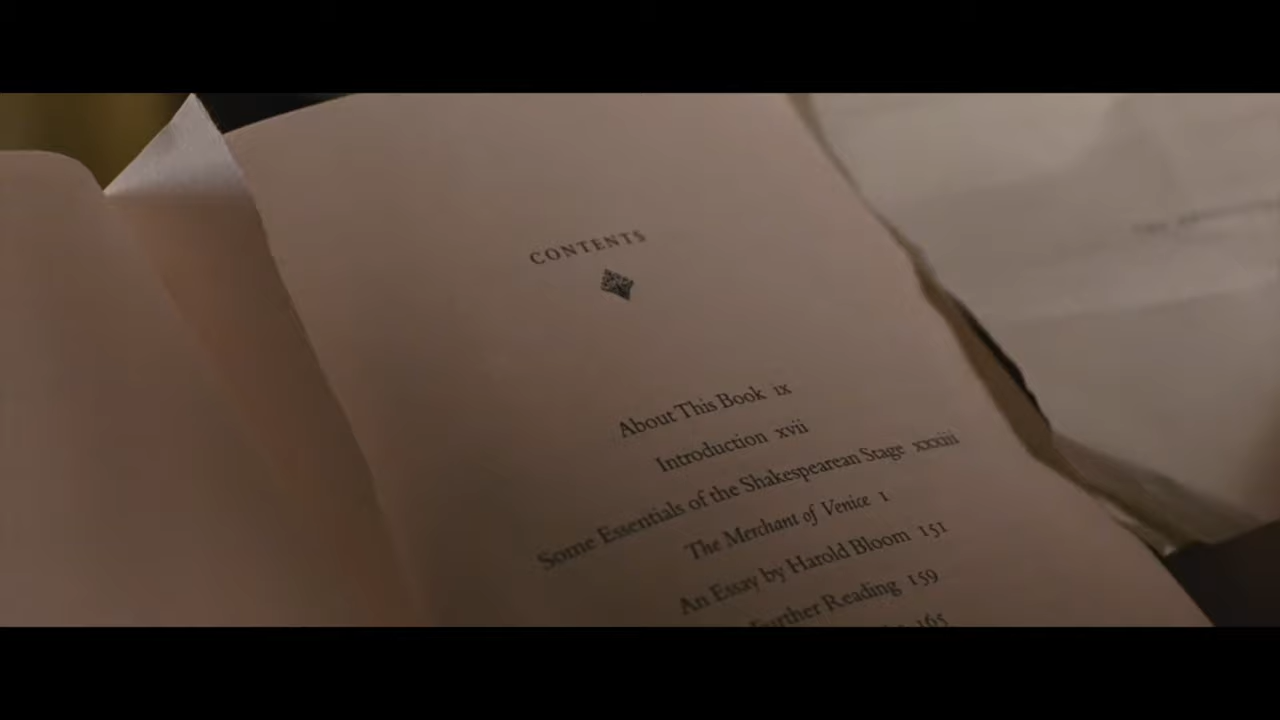 CONTENTS
About This Book ix
Introduction xvii
Some Essentials of the Shakespearean Stage xxxiii
The Merchant of Venice 1
An Essay by Harold Bloom 151
Further Reading 159
165